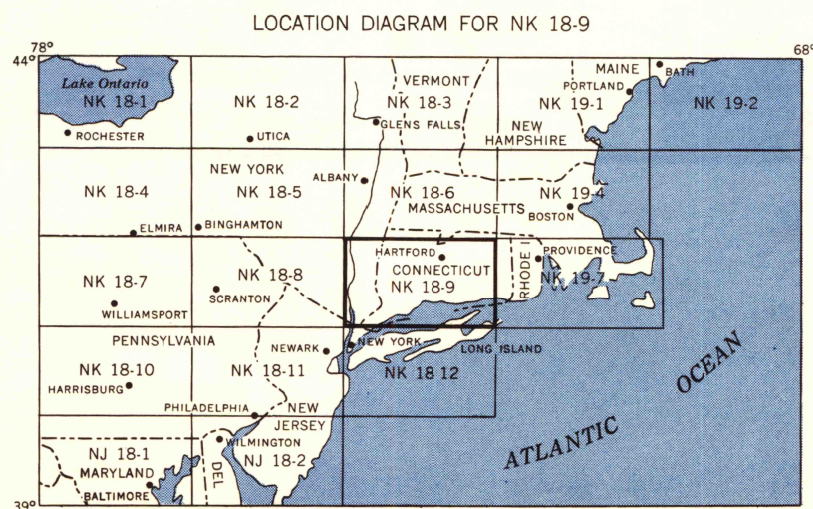 LOCATION DIAGRAM FOR NK 18-9
78°
68°
44°
Lake Ontario
NK 18-1
ROCHESTER
NK 18-2
UTICA
VERMONT
NK 18-3
GLENS FALLS
NEW
HAMPSHIRE
NK 19-1
MAINE
PORTLAND
BATH
NK 19-2
NK 18-4
ELMIRA
NEW YORK
NK 18-5
BINGHAMTON
ALBANY
NK 18-6
MASSACHUSETTS
NK 19-4
BOSTON
NK 18-7
WILLIAMSPORT
NK 18-8
SCRANTON
HARTFORD
CONNECTICUT
NK 18-9
RHODE I
PROVIDENCE
NK 19-7
PENNSYLVANIA
NK 18-10
HARRISBURG
NEWARK
NK 18-11
NEW YORK
LONG ISLAND
NK 18 12
PHILADELPHIA
NEW
JERSEY
NJ 18-1
MARYLAND
BALTIMORE
WILMINGTON
DEL
NJ 18-2
ATLANTIC OCEAN
39°